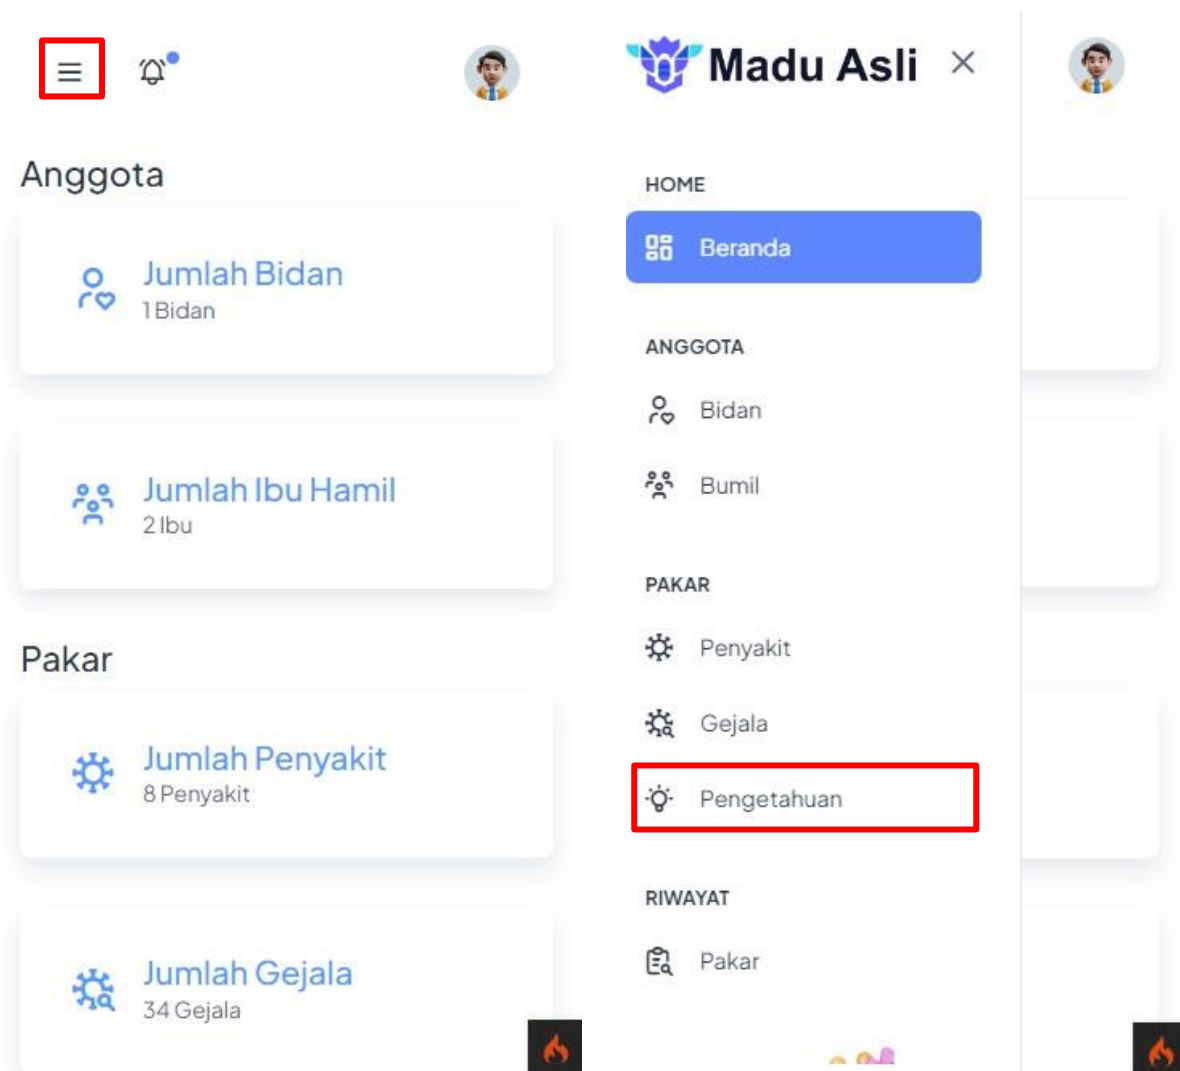 Anggota
Jumlah Bidan
1 Bidan
Jumlah Ibu Hamil
2 Ibu
Pakar
Jumlah Penyakit
8 Penyakit
Jumlah Gejala
34 Gejala
Madu Asli
HOME
Beranda
ANGGOTA
Bidan
Bumil
PAKAR
Penyakit
Gejala
Pengetahuan
RIWAYAT
Pakar